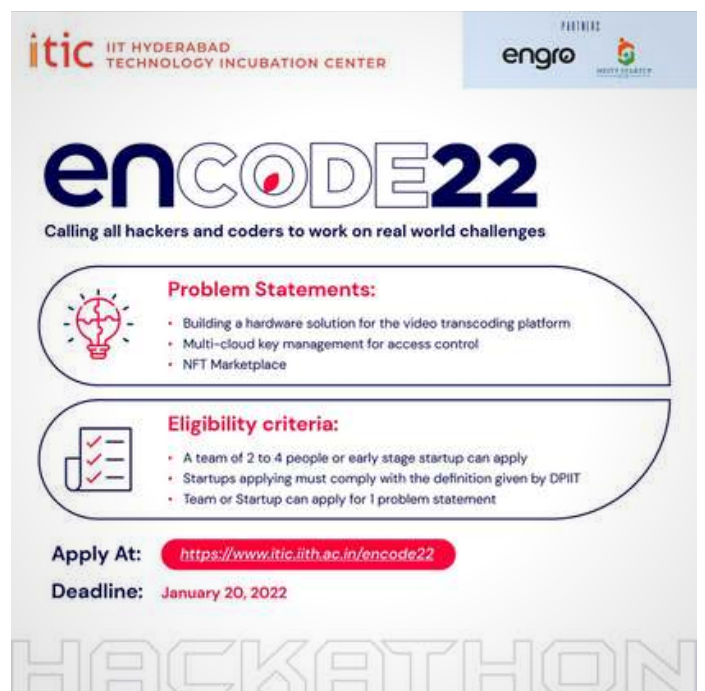 itic IIT HYDERABAD
TECHNOLOGY INCUBATION CENTER
PARTNERS
engro
MEITY STARTUP
enCODE22
Calling all hackers and coders to work on real world challenges
Problem Statements:
• Building a hardware solution for the video transcoding platform
• Multi-cloud key management for access control
• NFT Marketplace
Eligibility criteria:
• A team of 2 to 4 people or early stage startup can apply
• Startups applying must comply with the definition given by DPIIT
• Team or Startup can apply for 1 problem statement
Apply At: https://www.itic.iith.ac.in/encode22
Deadline: January 20, 2022
HACKATHON